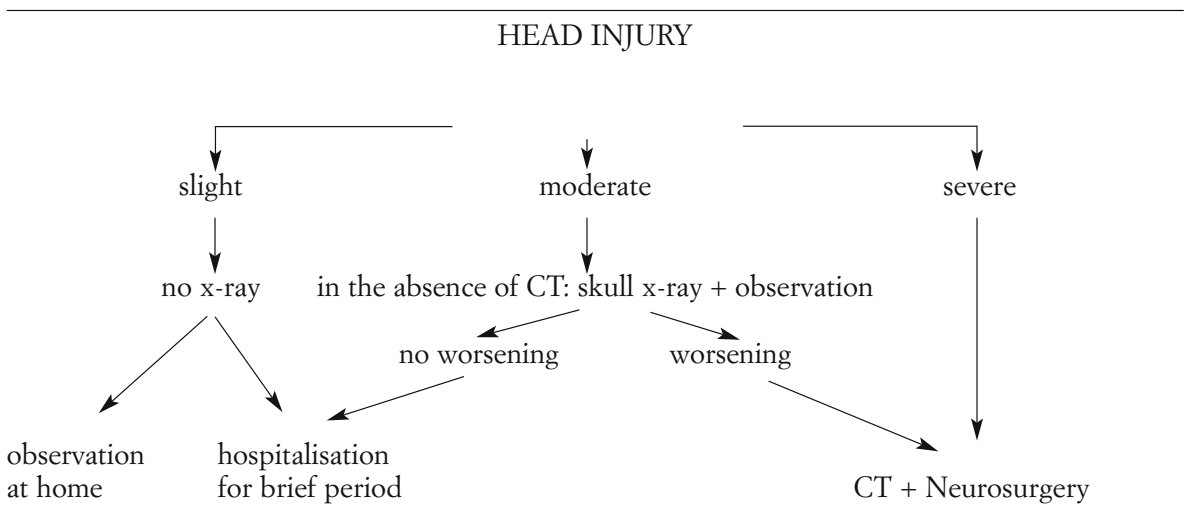 HEAD INJURY
slight
moderate
severe
no x-ray
in the absence of CT: skull x-ray + observation
no worsening
worsening
observation
at home
hospitalisation
for brief period
CT + Neurosurgery